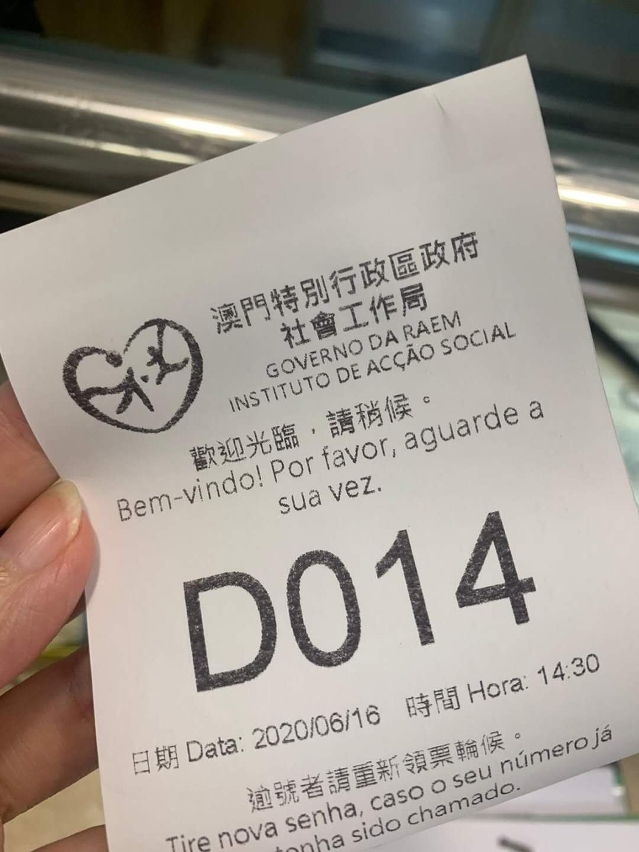 澳門特別行政區政府
社會工作局
GOVERNO DA RAEM
INSTITUTO DE ACÇÃO SOCIAL
歡迎光臨，請稍候。
Bem-vindo! Por favor, aguarde a
sua vez.
D014
日期 Data: 2020/06/16 時間 Hora: 14:30
逾號者請重新領票輪候。
Tire nova senha, caso o seu número já
tenha sido chamado.